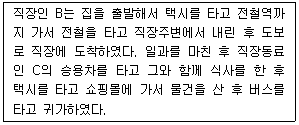 직장인 B는 집을 출발해서 택시를 타고 전철역까
지 가서 전철을 타고 직장주변에서 내린 후 도보
로 직장에 도착하였다. 일과를 마친 후 직장동료
인 C의 승용차를 타고 그와 함께 식사를 한 후
택시를 타고 쇼핑몰에 가서 물건을 산 후 버스를
타고 귀가하였다.